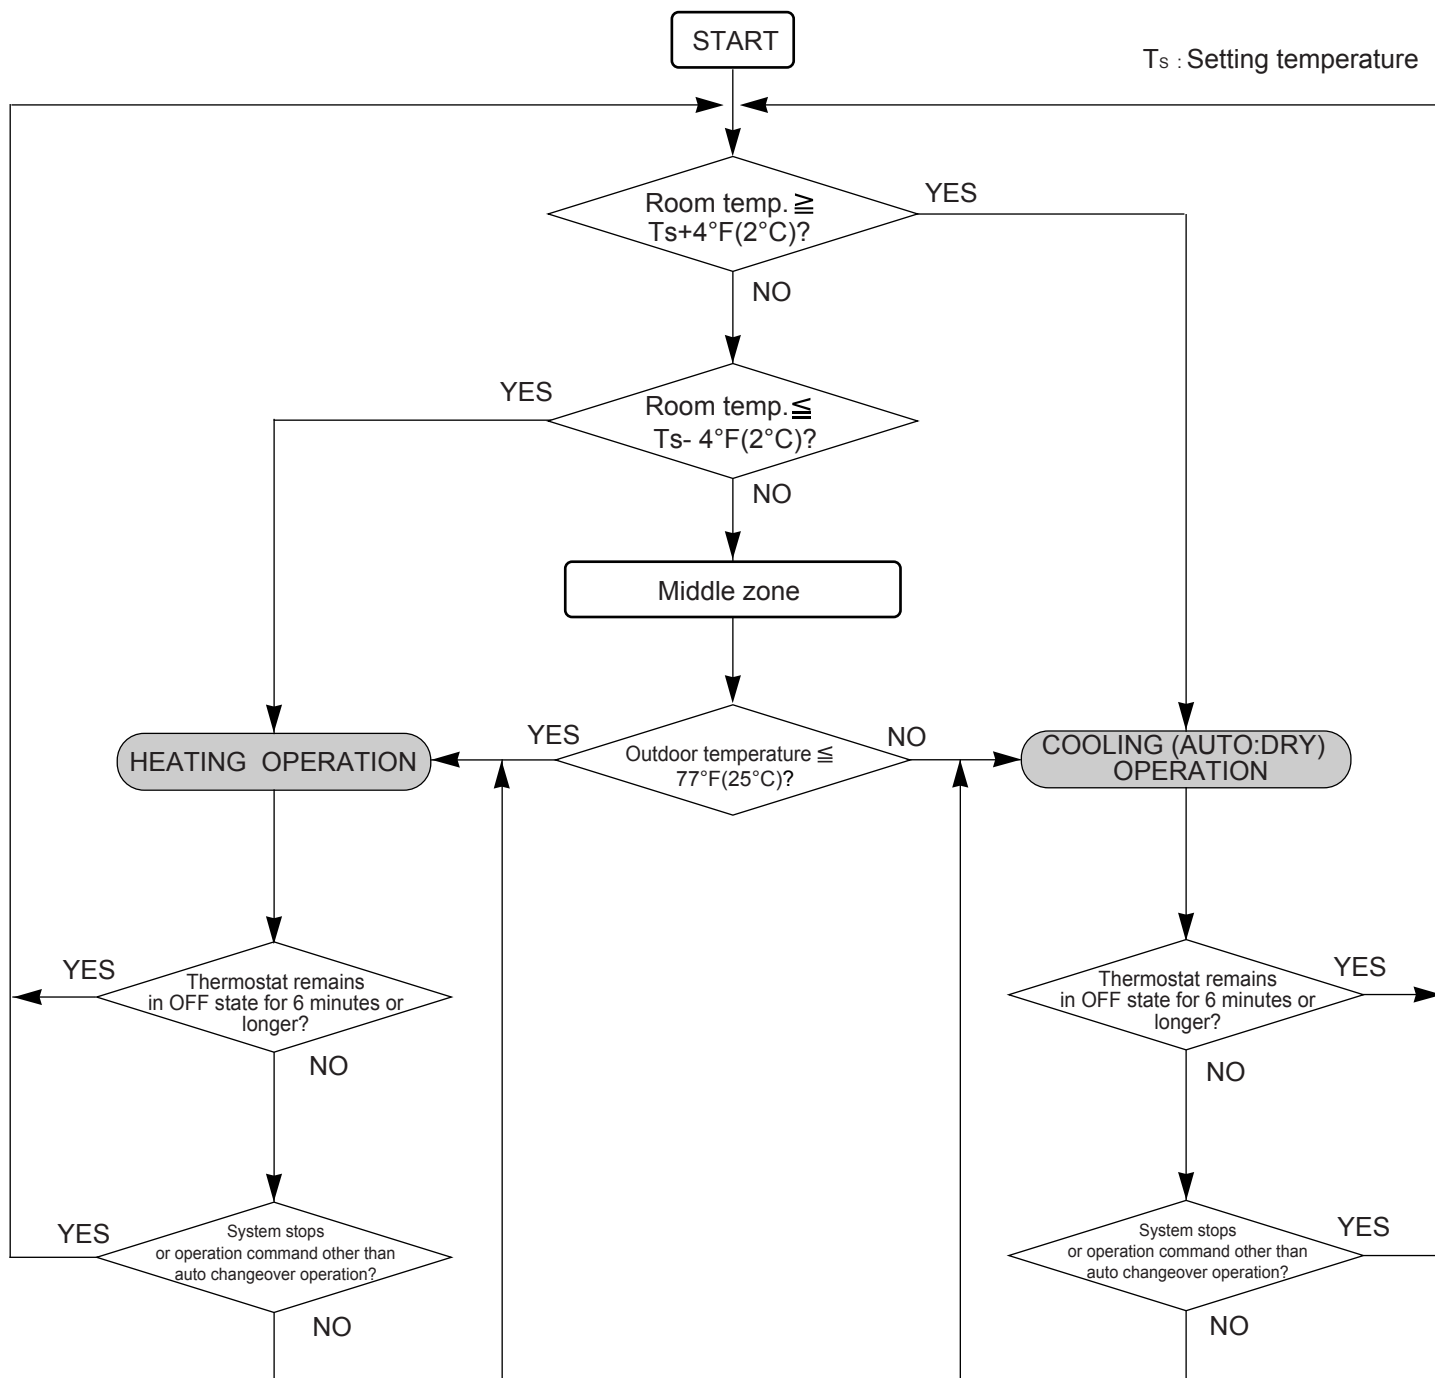 START
Ts : Setting temperature
Room temp. ≧
Ts+4°F(2°C)?
YES
NO
YES
Room temp.≦
Ts- 4°F(2°C)?
NO
Middle zone
YES
Outdoor temperature ≦
77°F(25°C)?
NO
HEATING OPERATION
COOLING (AUTO:DRY)
OPERATION
YES
Thermostat remains
in OFF state for 6 minutes or
longer?
NO
Thermostat remains
in OFF state for 6 minutes or
longer?
YES
NO
YES
System stops
or operation command other than
auto changeover operation?
NO
System stops
or operation command other than
auto changeover operation?
YES
NO